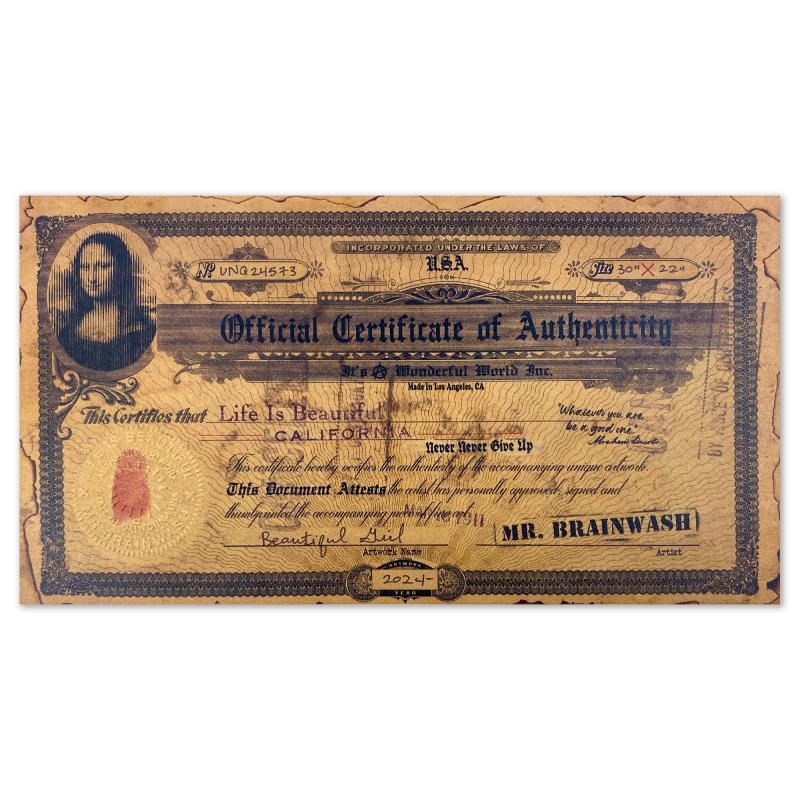 INCORPORATED UNDER THE LAWS OF
U.S.A.
Nº UNQ24573
Size 30" X 22"
Official Certificate of Authenticity
It's A Wonderful World Inc.
Made in Los Angeles, CA
This Certifies that Life Is Beautiful
CALIFORNIA
"Whatever you are,
be a good one."
Abraham Lincoln
Never Never Give Up
This certificate hereby verifies the authenticity of the accompanying unique artwork.
This Document Attests the artist has personally approved, signed and
thumbprinted the accompanying piece of fine art.
Beautiful Girl
Artwork Name
MR. BRAINWASH
Artist
ARTWORK
2024-
YEAR